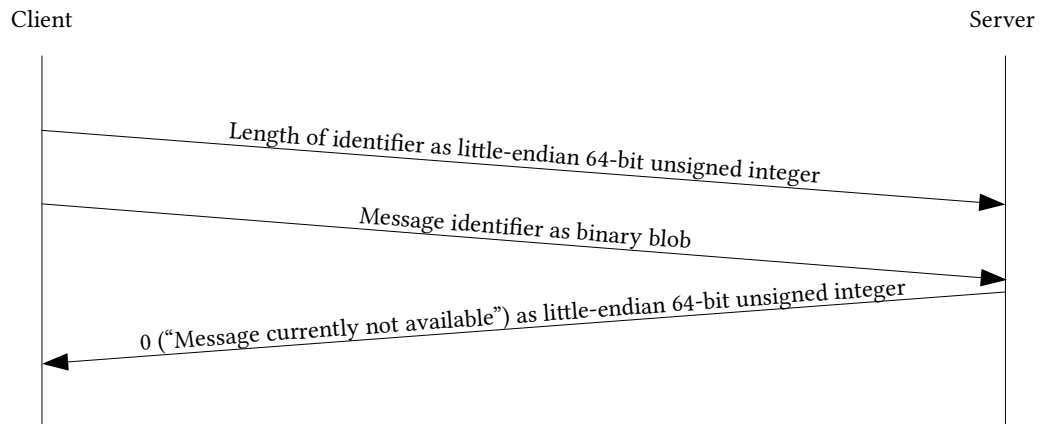 Client
Server
Length of identifier as little-endian 64-bit unsigned integer
Message identifier as binary blob
0 (“Message currently not available”) as little-endian 64-bit unsigned integer